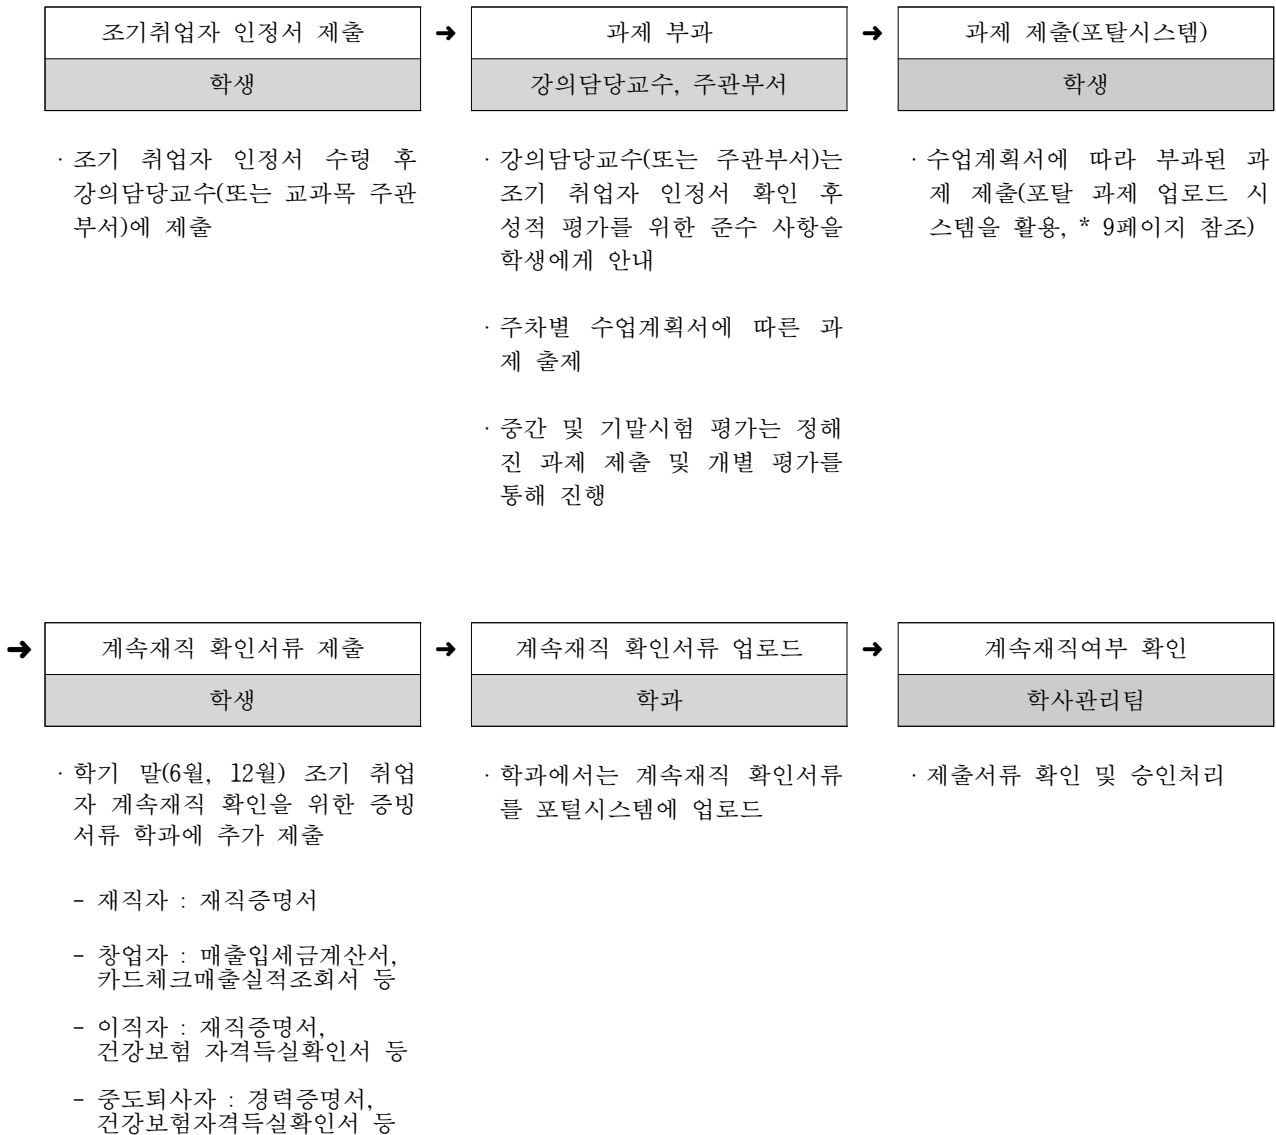 조기취업자 인정서 제출 ➜ 과제 부과 ➜ 과제 제출(포탈시스템)
학생 강의담당교수, 주관부서 학생
· 조기 취업자 인정서 수령 후
강의담당교수(또는 교과목 주관
부서)에 제출
· 강의담당교수(또는 주관부서)는
조기 취업자 인정서 확인 후
성적 평가를 위한 준수 사항을
학생에게 안내
· 주차별 수업계획서에 따른 과
제 출제
· 중간 및 기말시험 평가는 정해
진 과제 제출 및 개별 평가를
통해 진행
· 수업계획서에 따라 부과된 과
제 제출(포탈 과제 업로드 시
스템을 활용, * 9페이지 참조)
➜ 계속재직 확인서류 제출 ➜ 계속재직 확인서류 업로드 ➜ 계속재직여부 확인
학생 학과 학사관리팀
· 학기 말(6월, 12월) 조기 취업
자 계속재직 확인을 위한 증빙
서류 학과에 추가 제출
- 재직자 : 재직증명서
- 창업자 : 매출입세금계산서,
카드체크매출실적조회서 등
- 이직자 : 재직증명서,
건강보험 자격득실확인서 등
- 중도퇴사자 : 경력증명서,
건강보험자격득실확인서 등
· 학과에서는 계속재직 확인서류
를 포털시스템에 업로드
· 제출서류 확인 및 승인처리